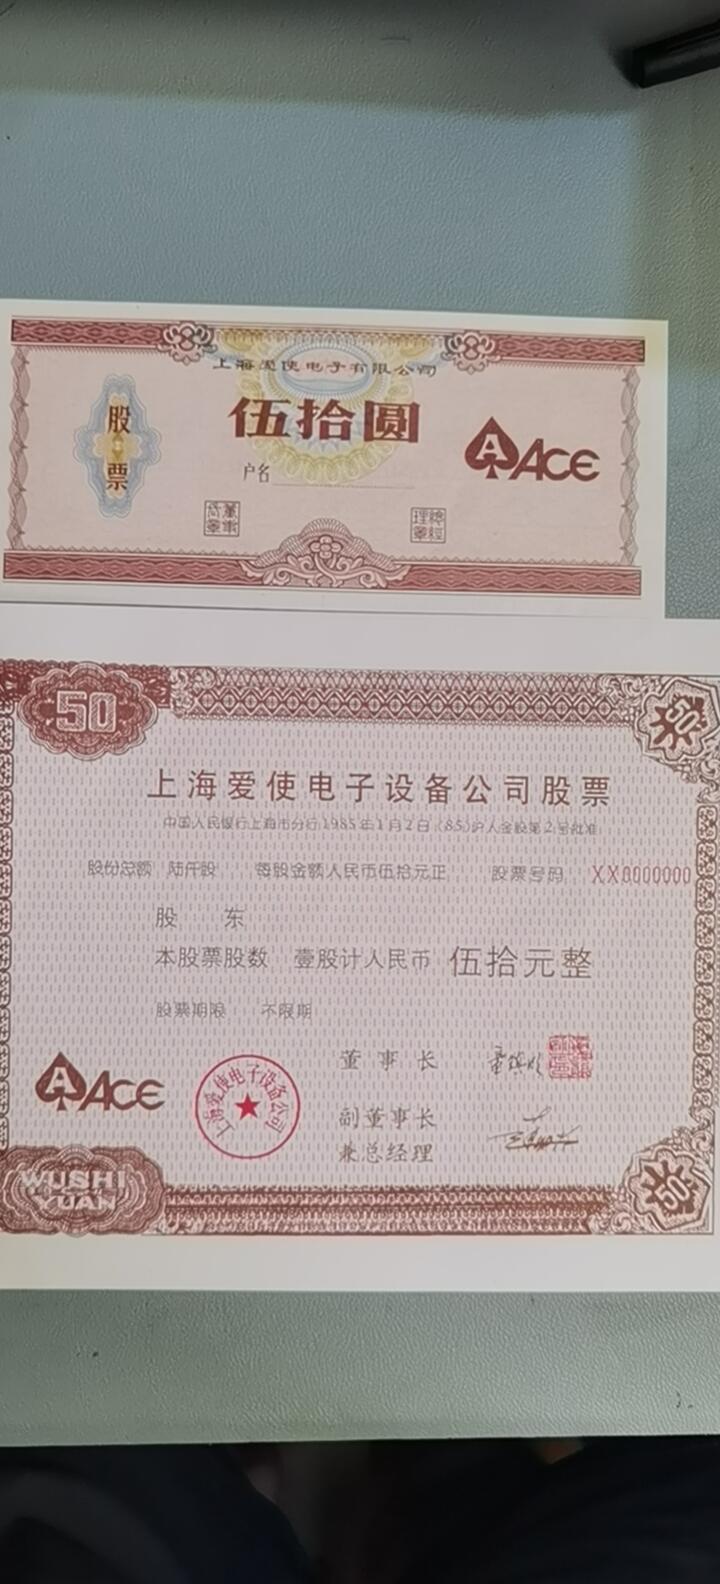 上海爱使电子有限公司
股票
伍拾圆
AACE
户名
50
50
上海爱使电子设备公司股票
中国人民银行上海市分行1985年1月2日(85)沪人金股第2号批准
股份总额 陆仟股 每股金额人民币伍拾元正 股票号码 XX0000000
股 东
本股票股数 壹股计人民币 伍拾元整
股票期限 不限期
董事长
AACE
上海爱使电子设备公司
副董事长
兼总经理
WUSHI
YUAN
50